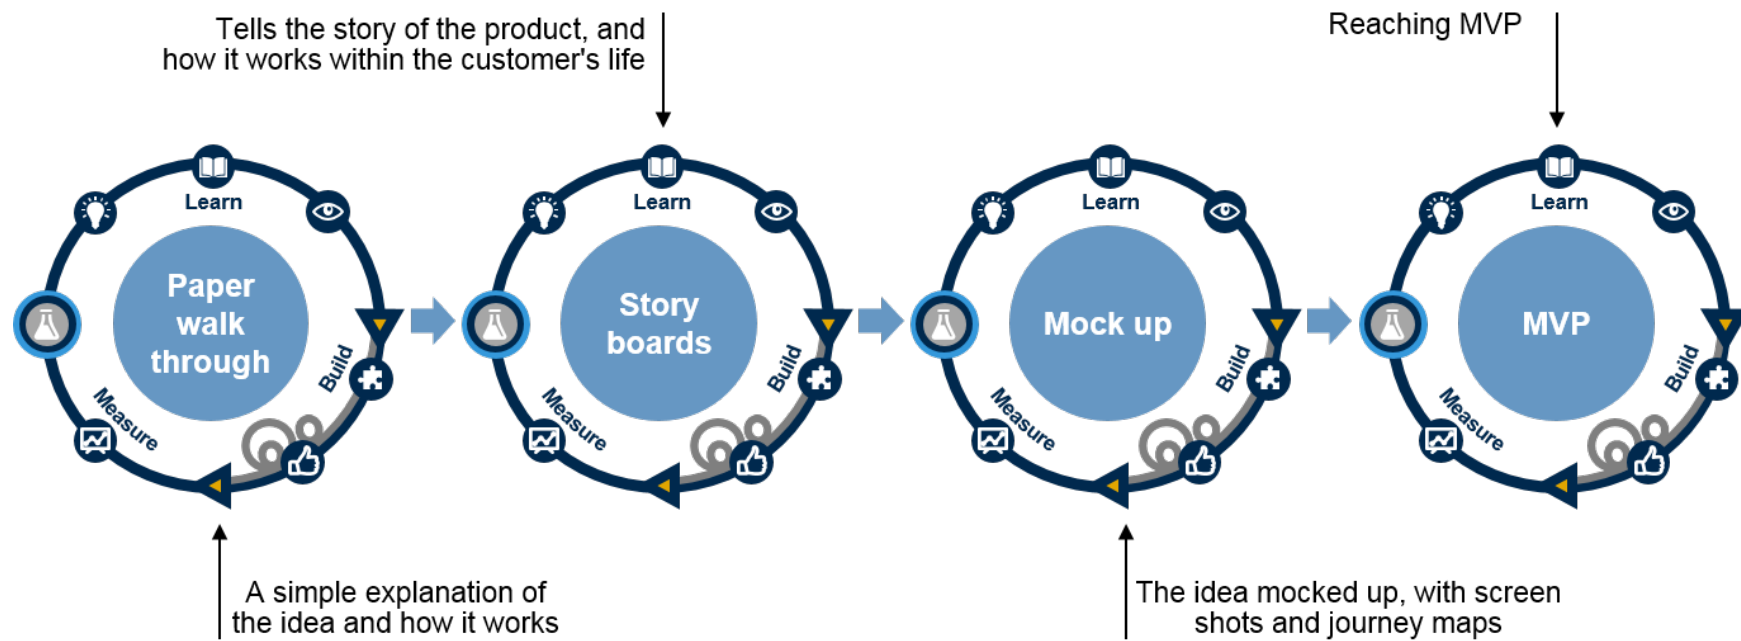 Tells the story of the product, and
how it works within the customer's life
Reaching MVP
Learn
Paper
walk
through
Build
Measure
Learn
Story
boards
Build
Measure
Learn
Mock up
Build
Measure
Learn
MVP
Build
Measure
A simple explanation of
the idea and how it works
The idea mocked up, with screen
shots and journey maps